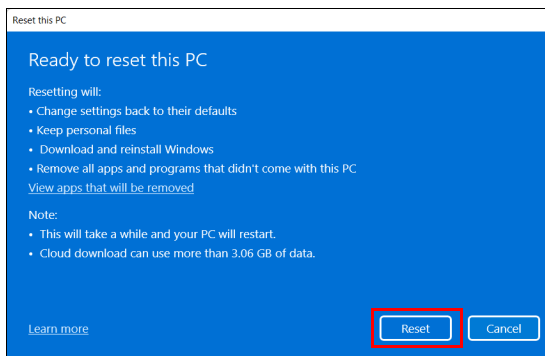 Reset this PC
Ready to reset this PC
Resetting will:
• Change settings back to their defaults
• Keep personal files
• Download and reinstall Windows
• Remove all apps and programs that didn't come with this PC
View apps that will be removed
Note:
• This will take a while and your PC will restart.
• Cloud download can use more than 3.06 GB of data.
Learn more
Reset
Cancel